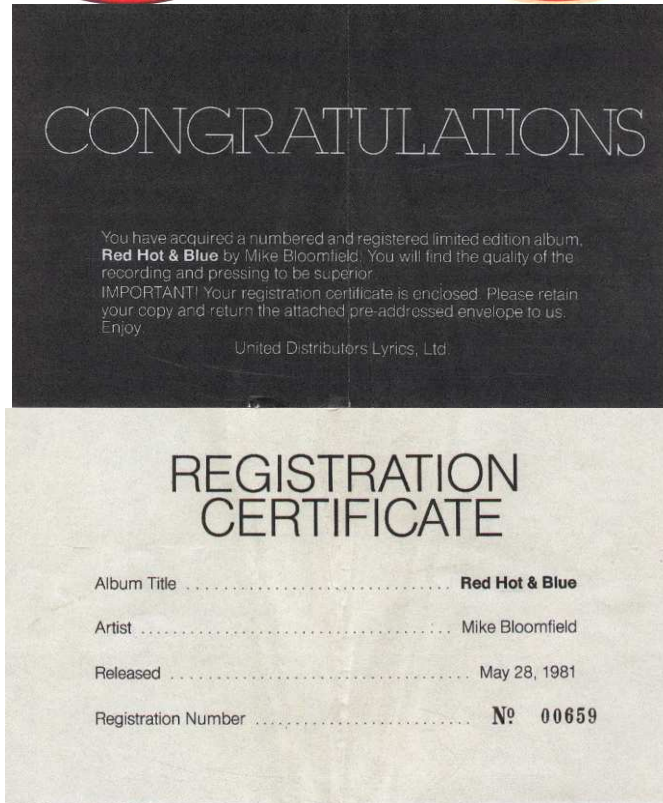 CONGRATULATIONS
You have acquired a numbered and registered limited edition album,
Red Hot & Blue by Mike Bloomfield. You will find the quality of the
recording and pressing to be superior.
IMPORTANT! Your registration certificate is enclosed. Please retain
your copy and return the attached pre-addressed envelope to us.
Enjoy.
United Distributors Lyrics, Ltd.
REGISTRATION
CERTIFICATE
Album Title ................................ Red Hot & Blue
Artist ...................................... Mike Bloomfield
Released .................................. May 28, 1981
Registration Number .......................... Nº 00659